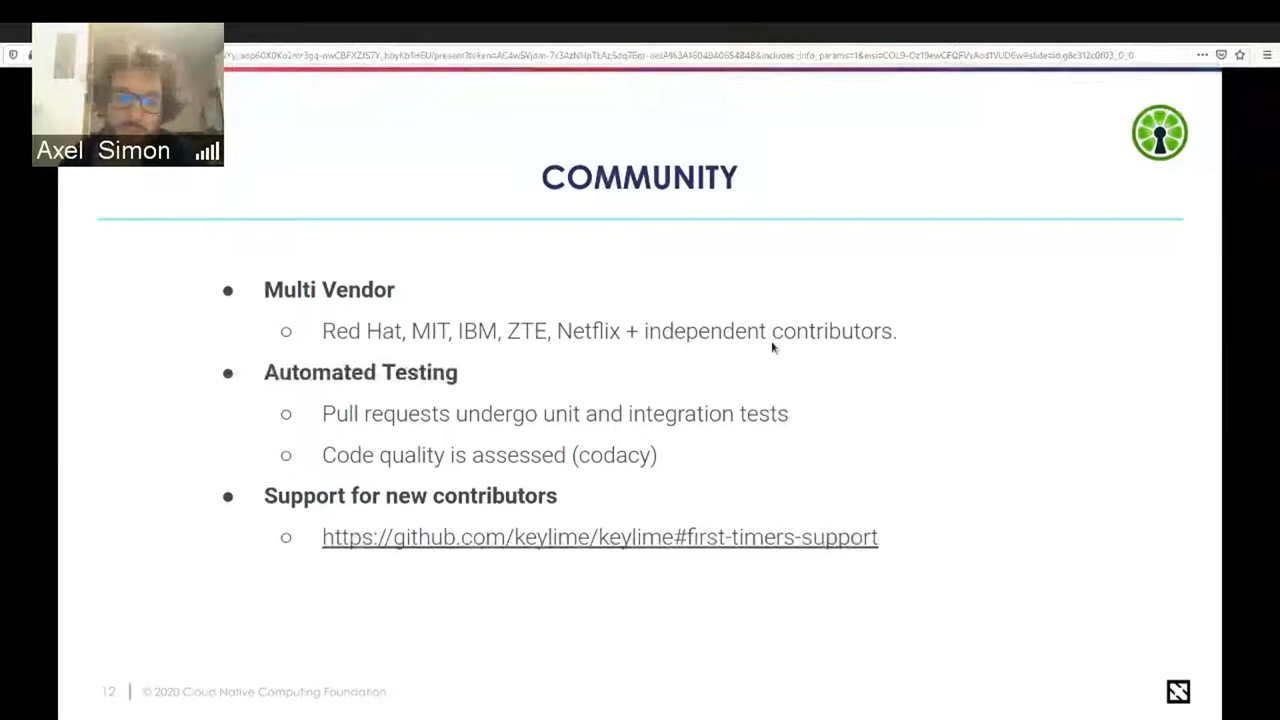 Axel Simon
COMMUNITY
● Multi Vendor
○ Red Hat, MIT, IBM, ZTE, Netflix + independent contributors.
● Automated Testing
○ Pull requests undergo unit and integration tests
○ Code quality is assessed (codacy)
● Support for new contributors
○ https://github.com/keylime/keylime#first-timers-support
12 | © 2020 Cloud Native Computing Foundation